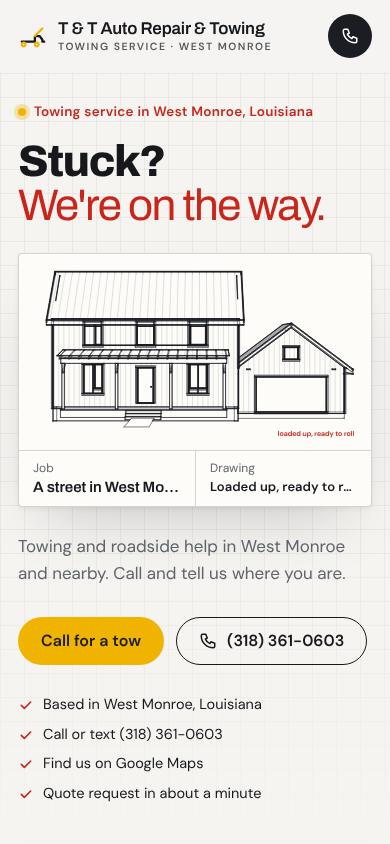 T & T Auto Repair & Towing
TOWING SERVICE · WEST MONROE
Towing service in West Monroe, Louisiana
Stuck?
We're on the way.
loaded up, ready to roll
Job
A street in West Mo...
Drawing
Loaded up, ready to r...
Towing and roadside help in West Monroe
and nearby. Call and tell us where you are.
Call for a tow
(318) 361-0603
Based in West Monroe, Louisiana
Call or text (318) 361-0603
Find us on Google Maps
Quote request in about a minute